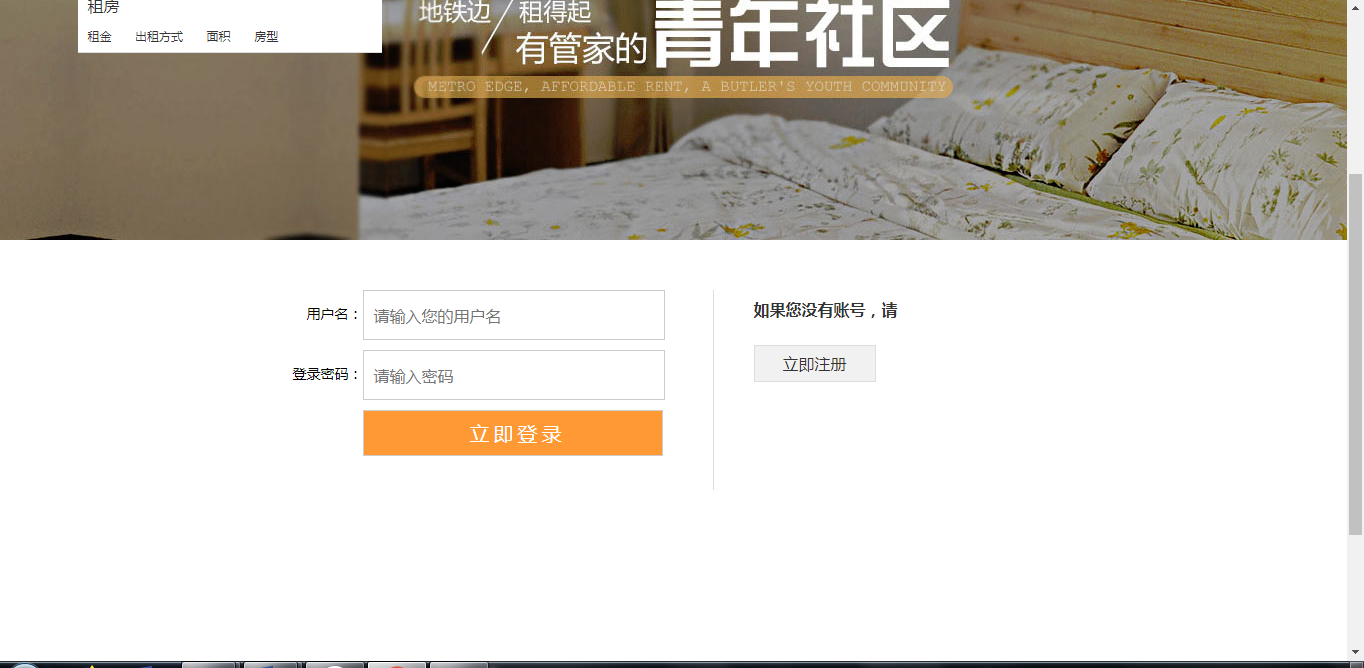 租房
租金 出租方式 面积 房型
地铁边/租得起
有管家的青年社区
METRO EDGE, AFFORDABLE RENT, A BUTLER'S YOUTH COMMUNITY
用户名： 请输入您的用户名
登录密码： 请输入密码
立即登录
如果您没有账号，请
立即注册